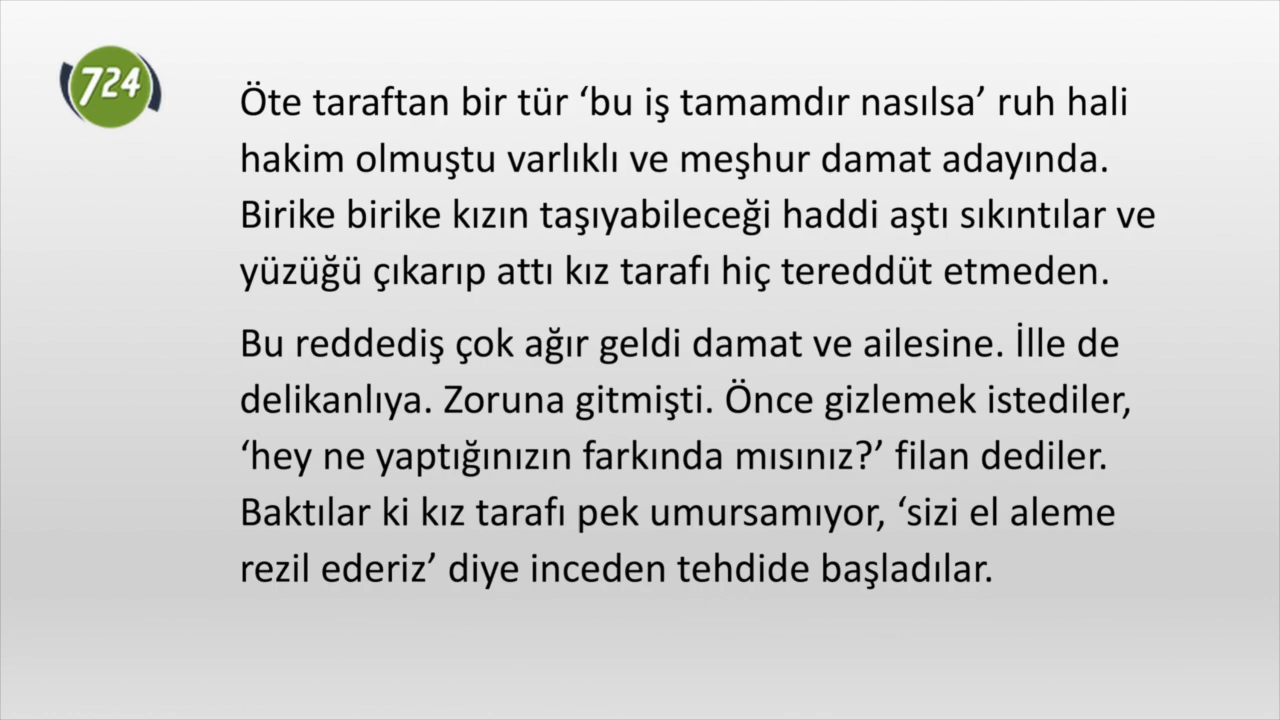 724
Öte taraftan bir tür ‘bu iş tamamdır nasılsa’ ruh hali
hakim olmuştu varlıklı ve meşhur damat adayında.
Birike birike kızın taşıyabileceği haddi aştı sıkıntılar ve
yüzüğü çıkarıp attı kız tarafı hiç tereddüt etmeden.
Bu reddediş çok ağır geldi damat ve ailesine. İlle de
delikanlıya. Zoruna gitmişti. Önce gizlemek istediler,
‘hey ne yaptığınızın farkında mısınız?’ filan dediler.
Baktılar ki kız tarafı pek umursamıyor, ‘sizi el aleme
rezil ederiz’ diye inceden tehdide başladılar.